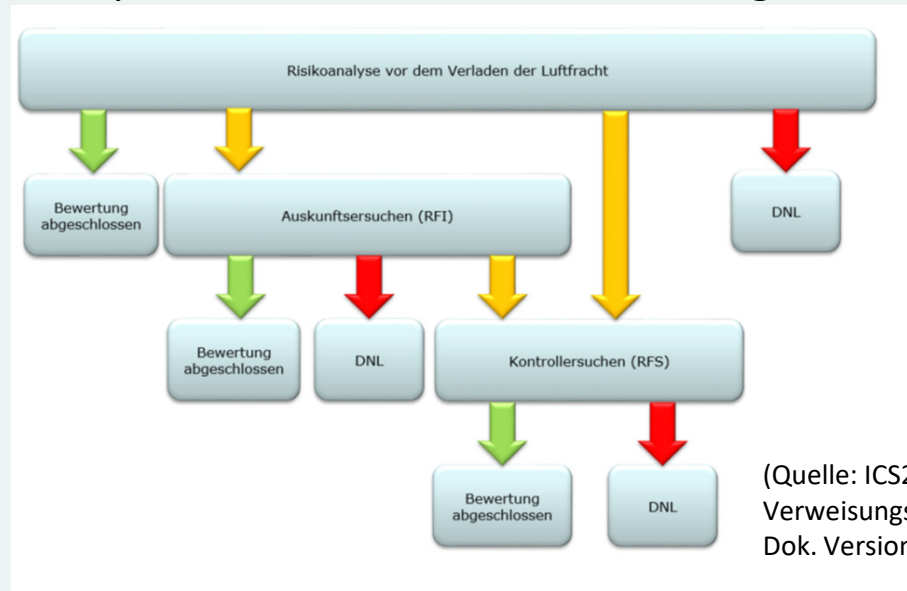 Risikoanalyse vor dem Verladen der Luftfracht
Bewertung
abgeschlossen
Auskunftsersuchen (RFI)
DNL
Bewertung
abgeschlossen
DNL
Kontrollersuchen (RFS)
Bewertung
abgeschlossen
DNL
(Quelle: ICS2
Verweisungs
Dok. Version